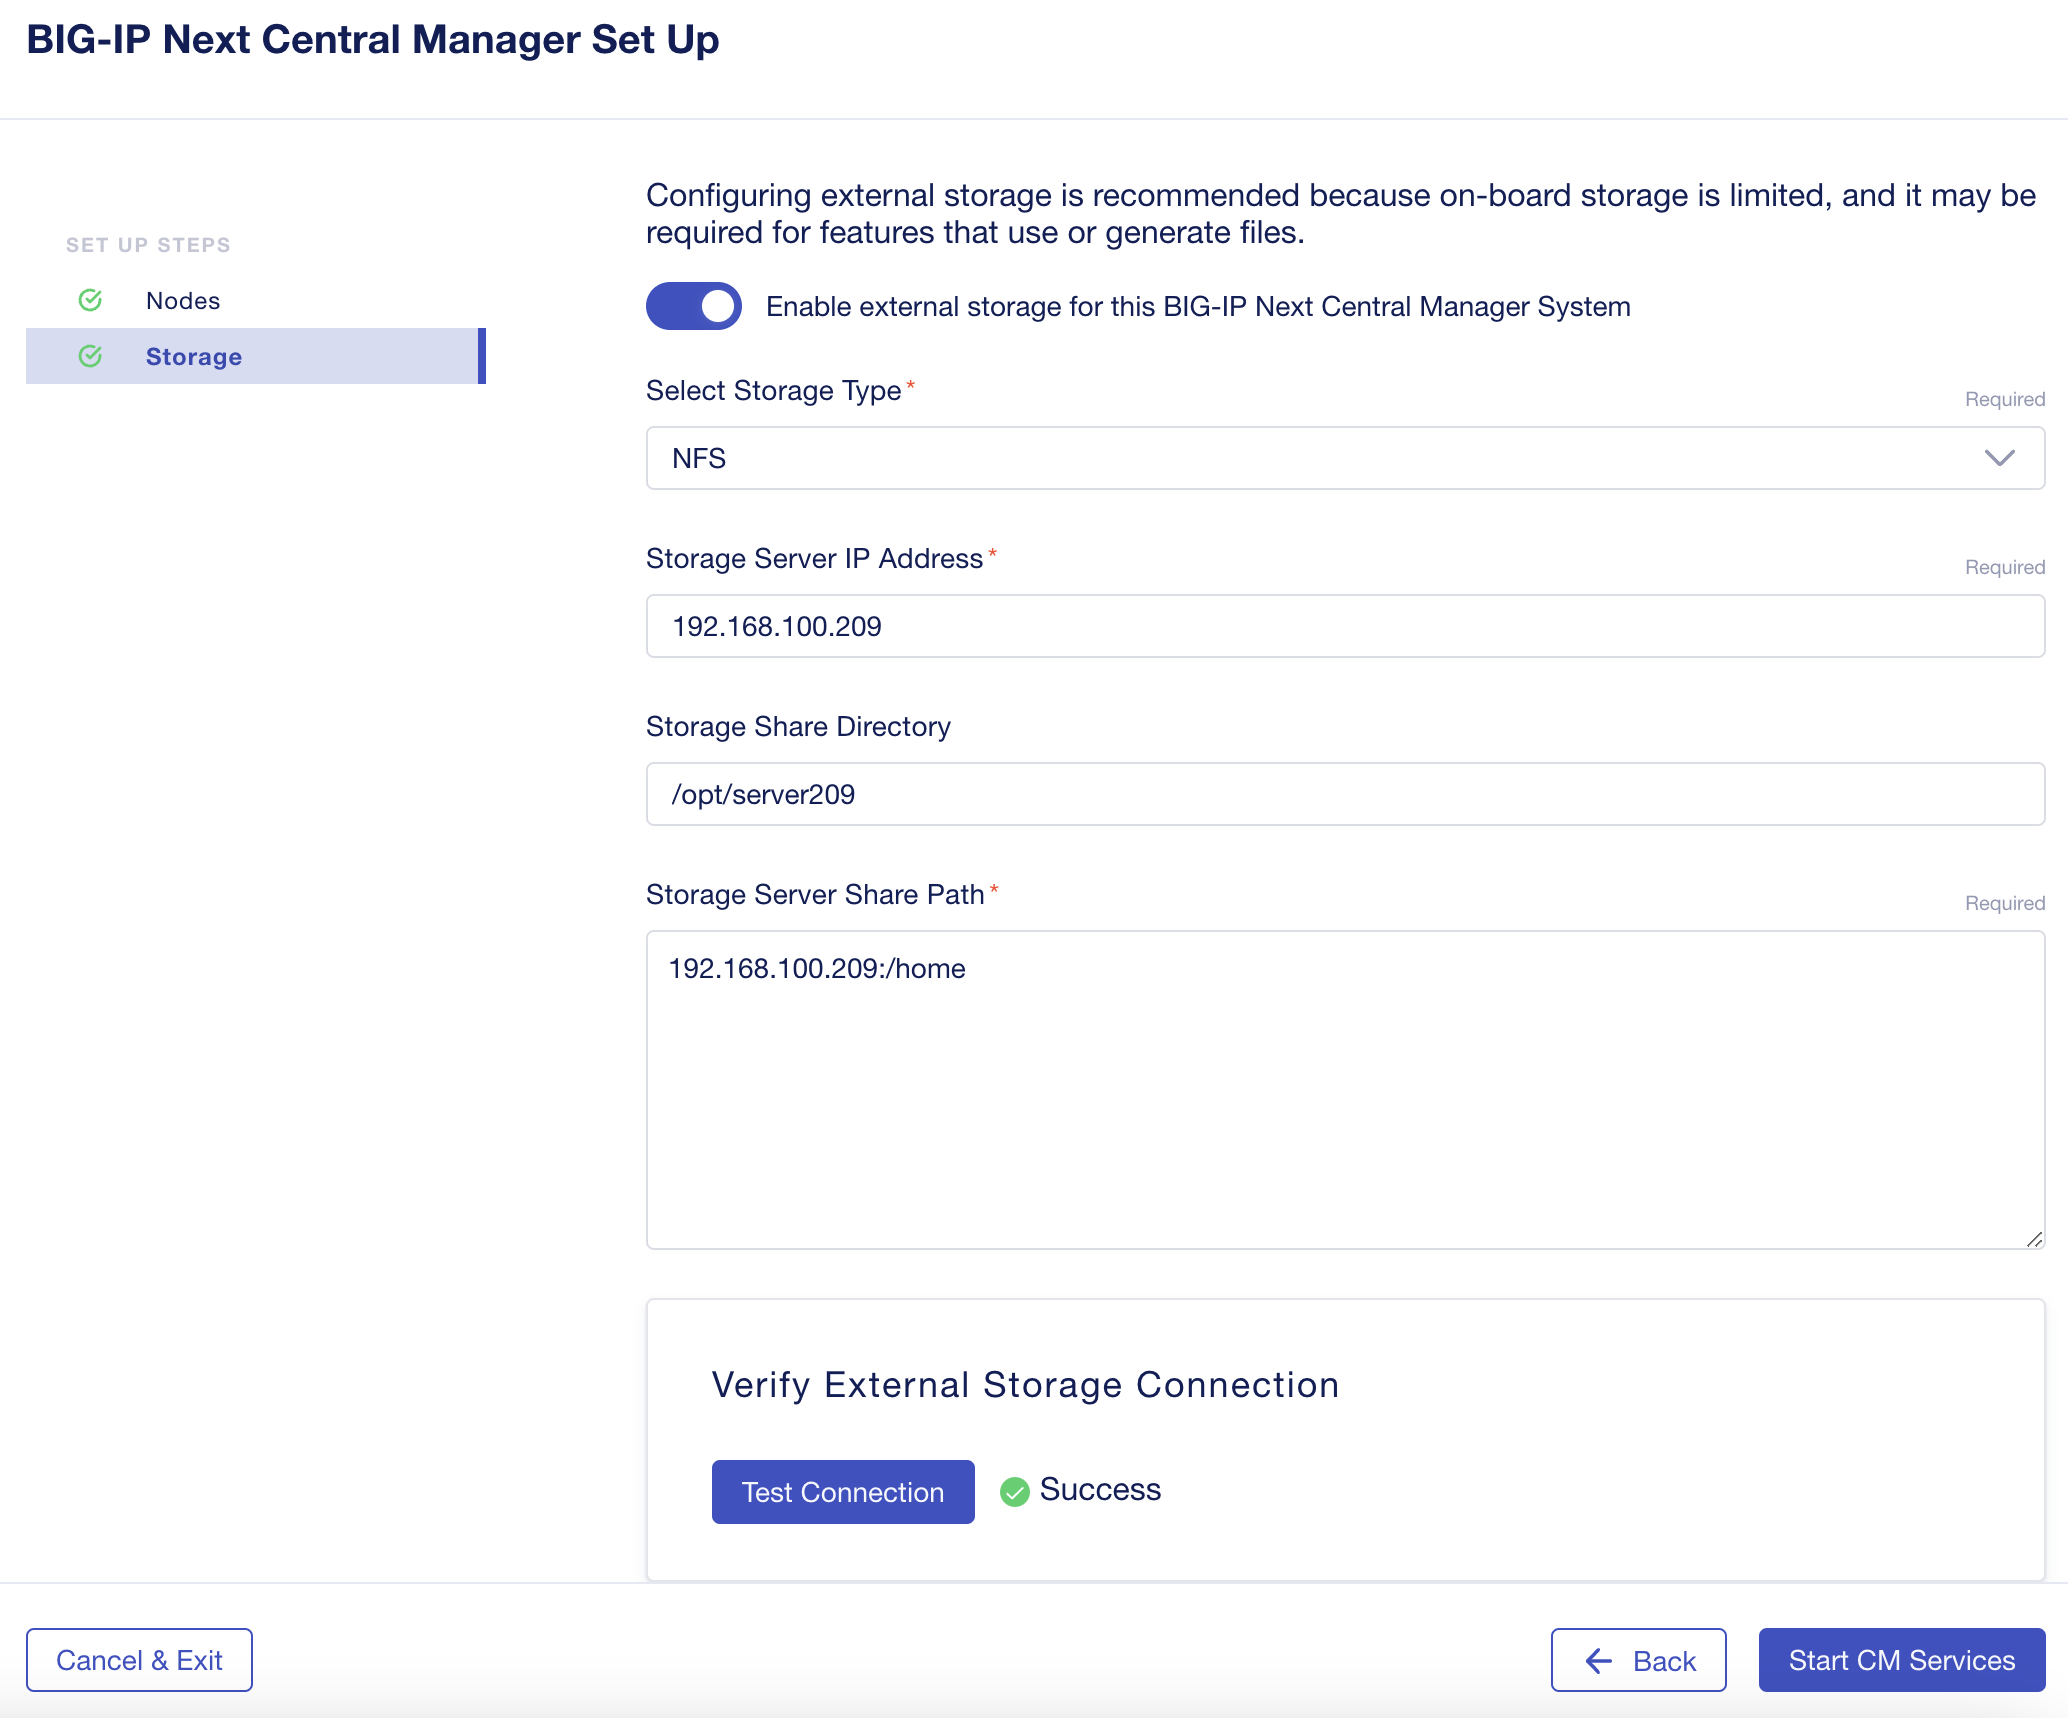 BIG-IP Next Central Manager Set Up
SET UP STEPS
Nodes
Storage
Configuring external storage is recommended because on-board storage is limited, and it may be
required for features that use or generate files.
Enable external storage for this BIG-IP Next Central Manager System
Select Storage Type*
Required
NFS
Storage Server IP Address*
Required
192.168.100.209
Storage Share Directory
/opt/server209
Storage Server Share Path*
Required
192.168.100.209:/home
Verify External Storage Connection
Test Connection
Success
Cancel & Exit
Back
Start CM Services